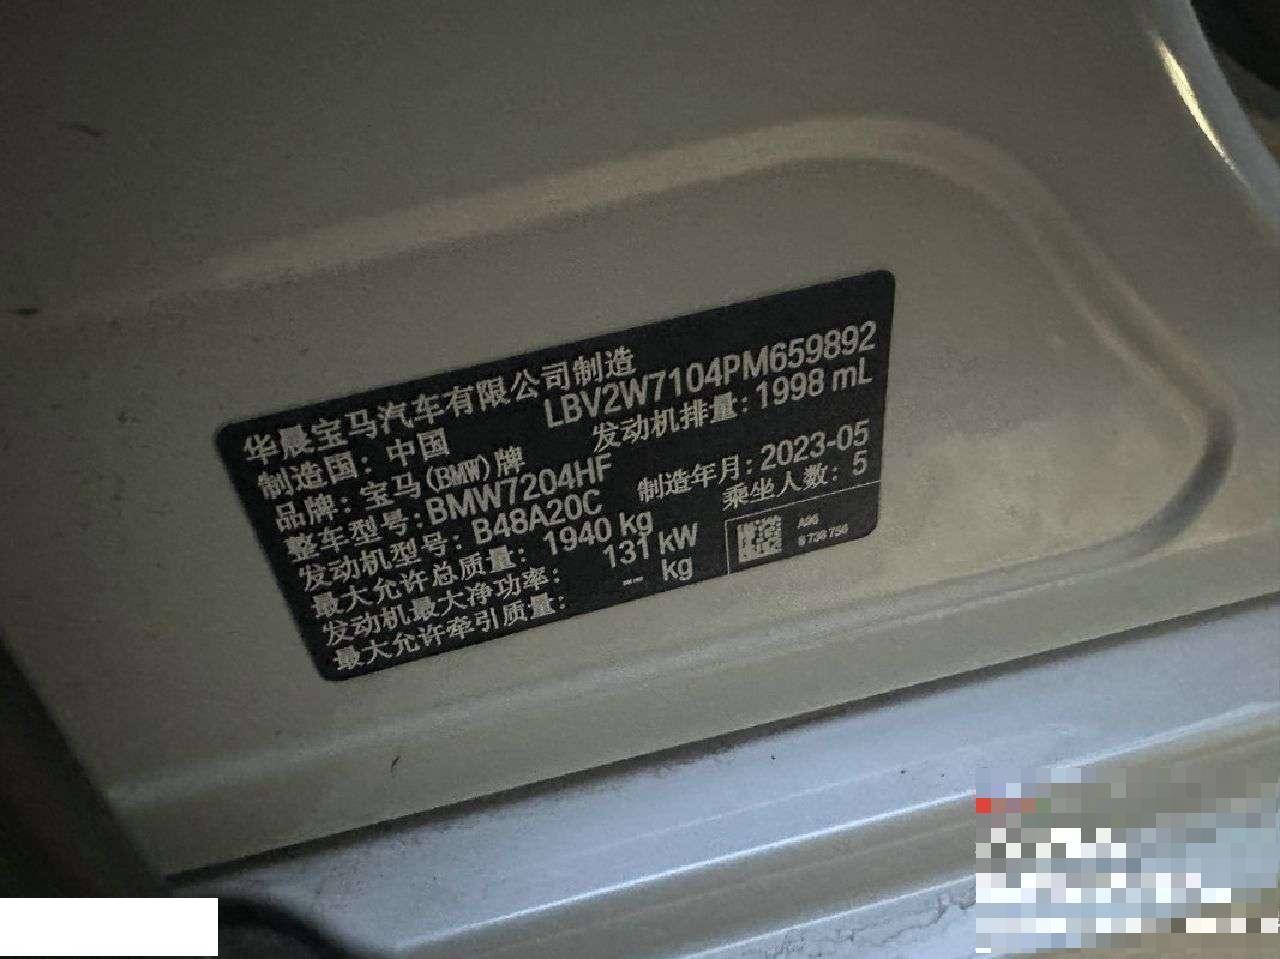 华晨宝马汽车有限公司制造
制造国：中国 LBV2W7104PM659892
品牌：宝马(BMW)牌 发动机排量：1998 mL
整车型号：BMW7204HF
发动机型号：B48A20C 制造年月：2023-05
最大允许总质量：1940 kg 乘坐人数：5
发动机最大净功率：131 kW
最大允许牵引质量：-- kg
A96